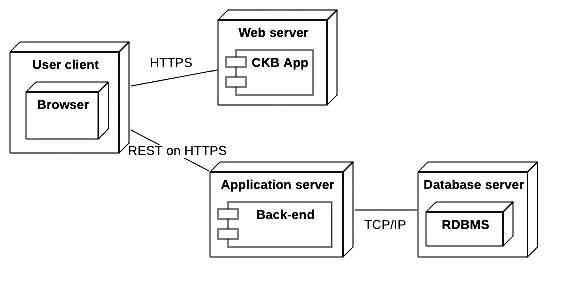 Web server
CKB App
User client
Browser
HTTPS
REST on HTTPS
Application server
Back-end
Database server
RDBMS
TCP/IP